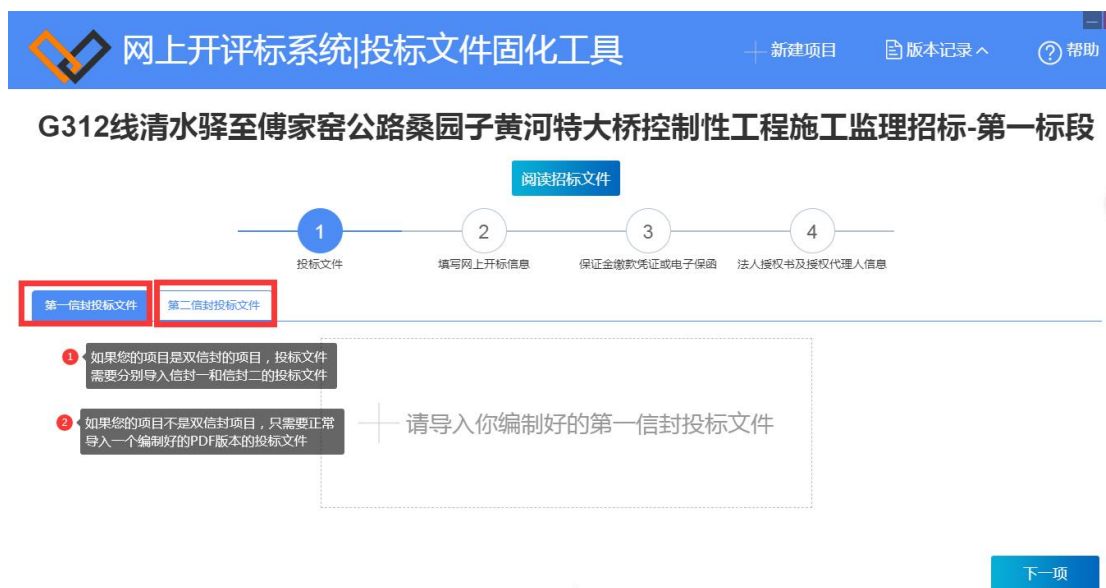 网上开评标系统|投标文件固化工具
新建项目
版本记录
帮助
G312线清水驿至傅家窑公路桑园子黄河特大桥控制性工程施工监理招标-第一标段
阅读招标文件
1
2
3
4
投标文件
填写网上开标信息
保证金缴款凭证或电子保函
法人授权书及授权代理人信息
第一信封投标文件
第二信封投标文件
1 如果您的项目是双信封的项目，投标文件
需要分别导入信封一和信封二的投标文件
2 如果您的项目不是双信封项目，只需要正常
导入一个编制好的PDF版本的投标文件
请导入你编制好的第一信封投标文件
下一项